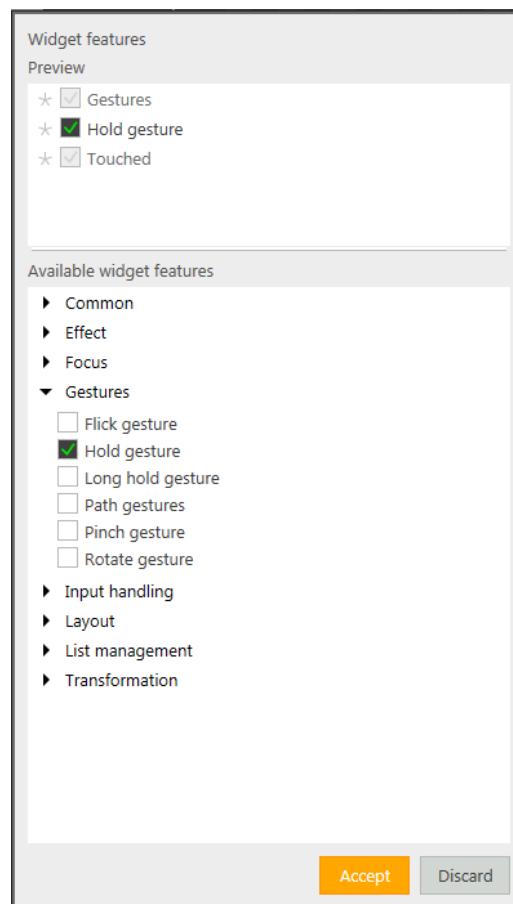 Widget features
Preview
Gestures
Hold gesture
Touched
Available widget features
Common
Effect
Focus
Gestures
Flick gesture
Hold gesture
Long hold gesture
Path gestures
Pinch gesture
Rotate gesture
Input handling
Layout
List management
Transformation
Accept Discard